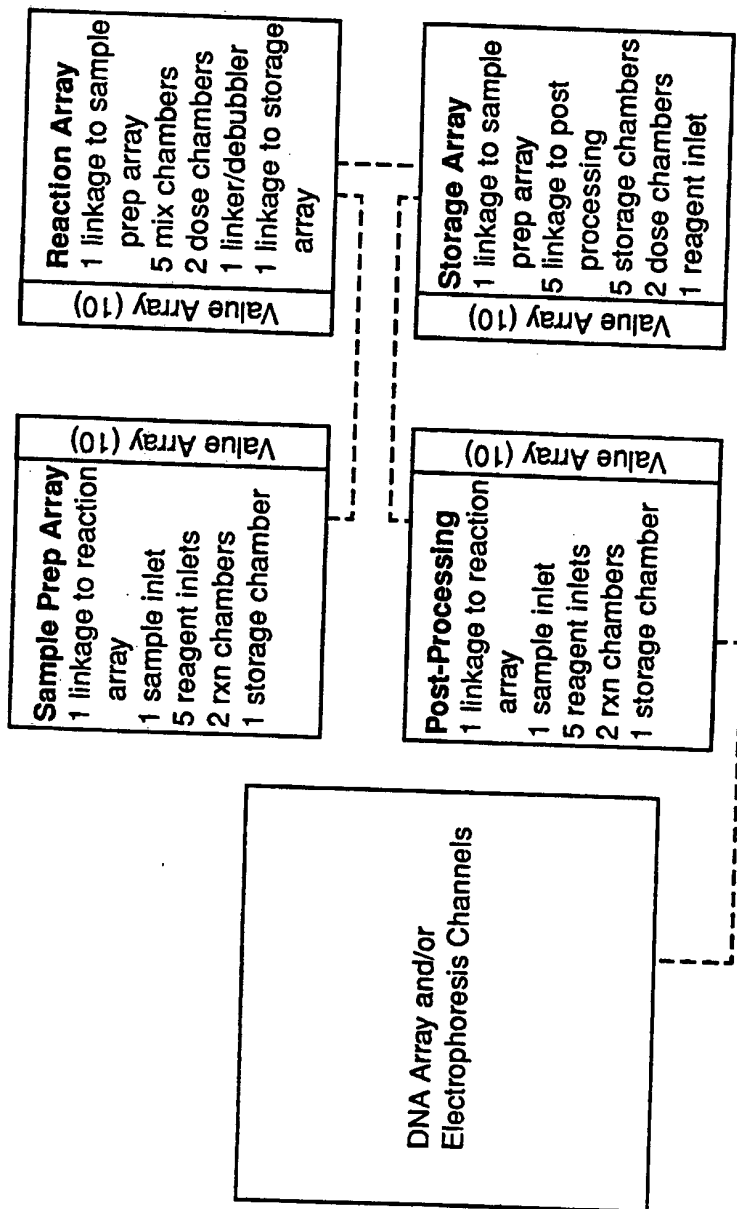 Sample Prep Array
1 linkage to reaction
array
1 sample inlet
5 reagent inlets
2 rxn chambers
1 storage chamber
Value Array (10)
Value Array (10)
Reaction Array
1 linkage to sample
prep array
5 mix chambers
2 dose chambers
1 linker/debubbler
1 linkage to storage
array
DNA Array and/or
Electrophoresis Channels
Post-Processing
1 linkage to reaction
array
1 sample inlet
5 reagent inlets
2 rxn chambers
1 storage chamber
Value Array (10)
Value Array (10)
Storage Array
1 linkage to sample
prep array
5 linkage to post
processing
5 storage chambers
2 dose chambers
1 reagent inlet